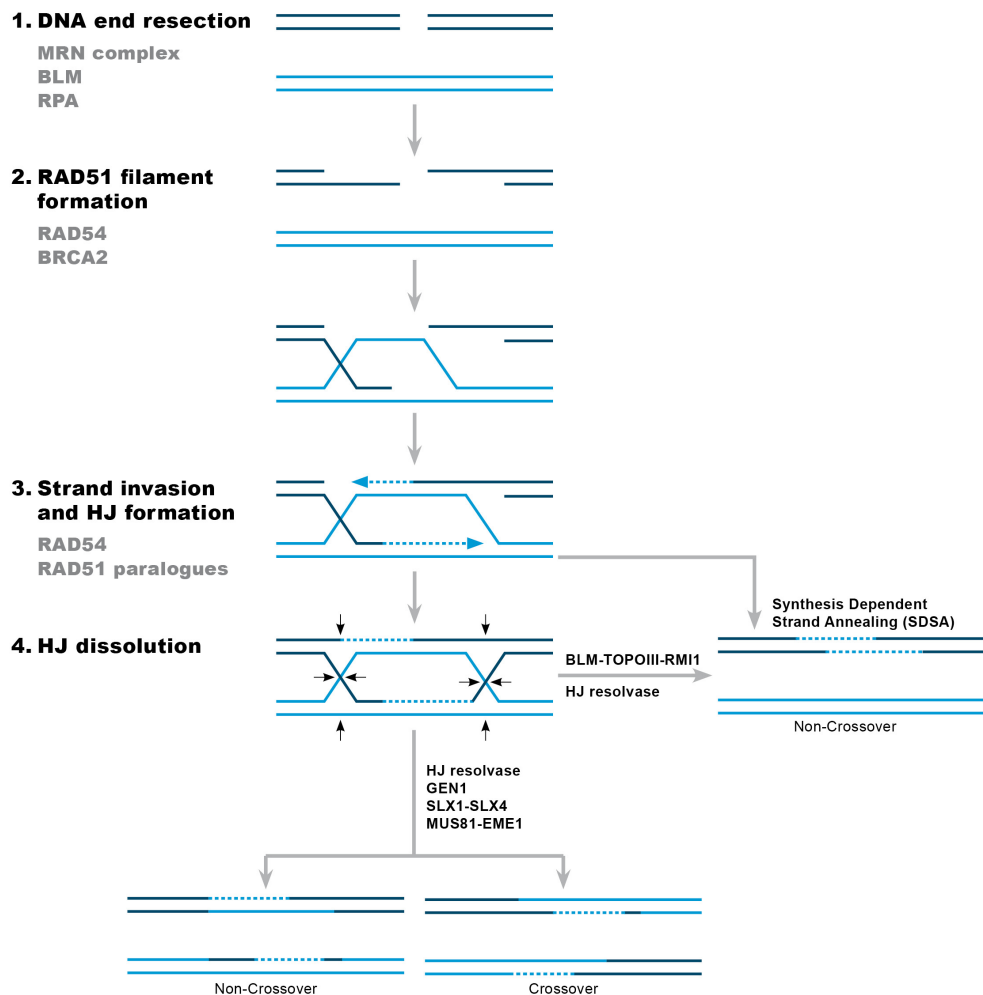 1. DNA end resection
MRN complex
BLM
RPA
2. RAD51 filament
formation
RAD54
BRCA2
3. Strand invasion
and HJ formation
RAD54
RAD51 paralogues
Synthesis Dependent
Strand Annealing (SDSA)
4. HJ dissolution
BLM-TOPOIII-RMI1
HJ resolvase
Non-Crossover
HJ resolvase
GEN1
SLX1-SLX4
MUS81-EME1
Non-Crossover
Crossover